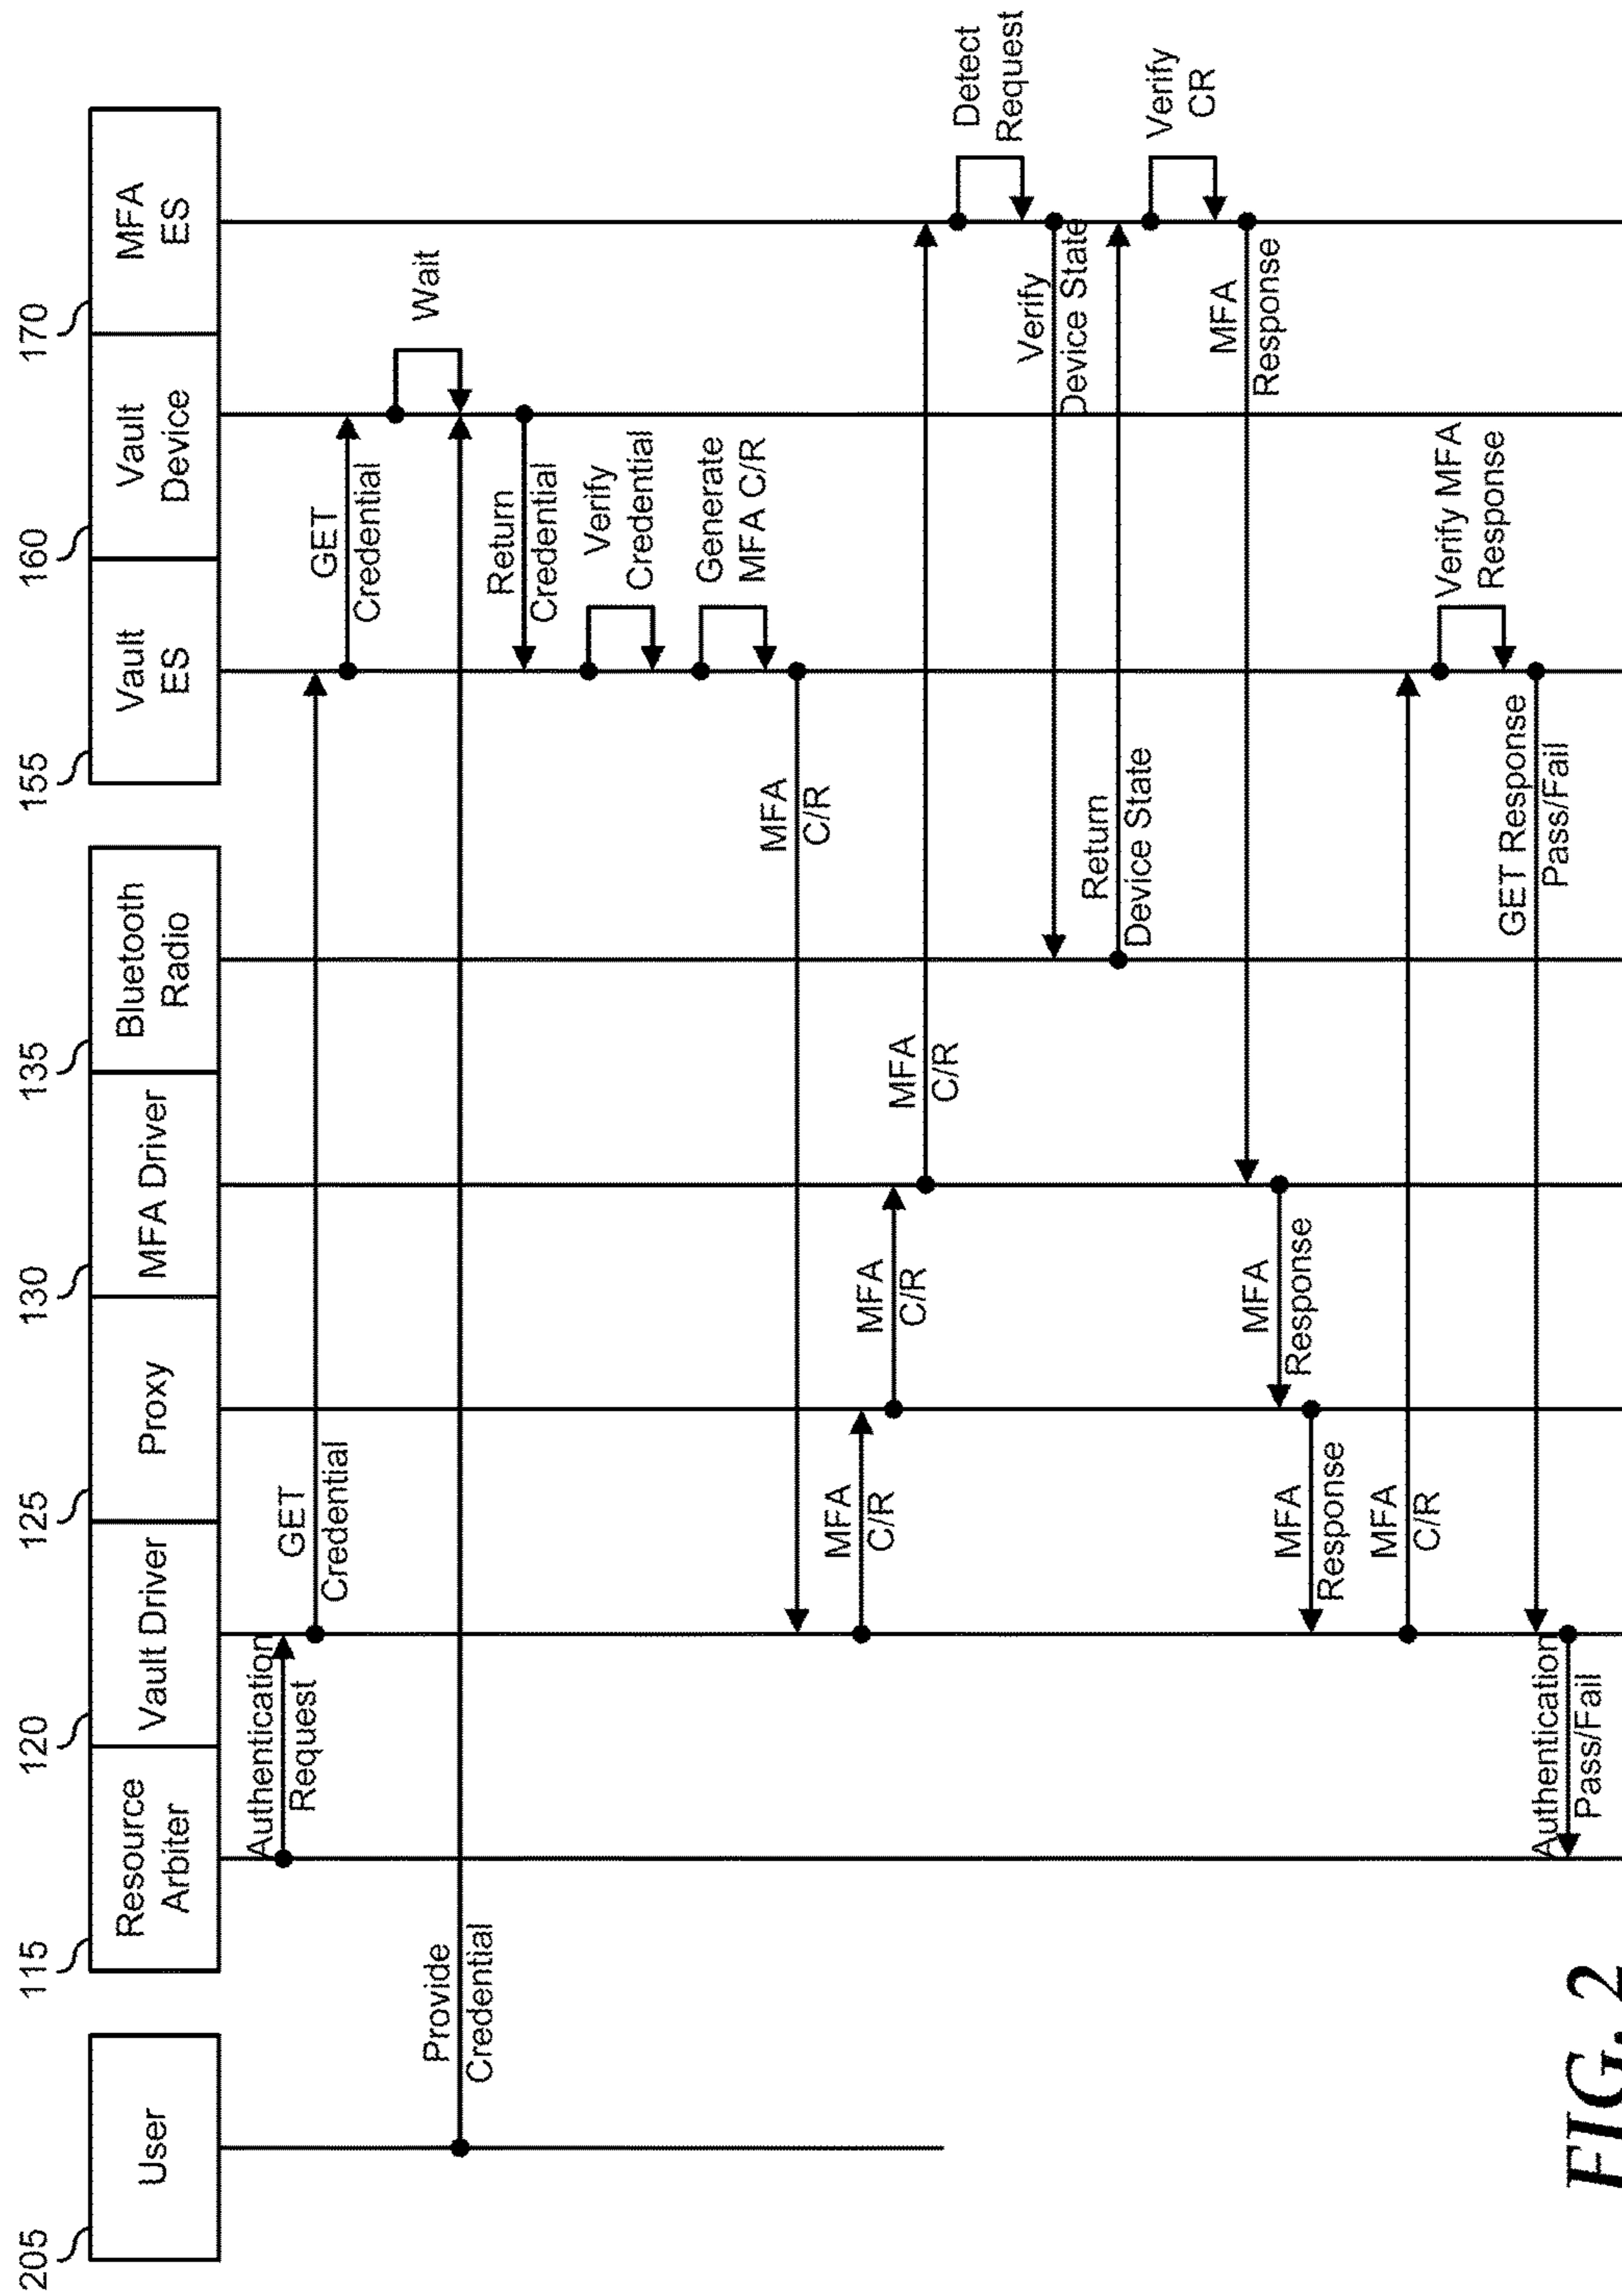 205
User
115
Resource
Arbiter
120
Vault Driver
125
Proxy
130
MFA Driver
135
Bluetooth
Radio
155
Vault
ES
160
Vault
Device
170
MFA
ES
Authentication
Request
GET
Credential
GET
Credential
Wait
Provide
Credential
Return
Credential
Verify
Credential
Generate
MFA C/R
MFA
C/R
MFA
C/R
MFA
C/R
MFA
C/R
Detect
Request
Verify
Device State
Return
Device State
Verify
CR
MFA
Response
MFA
Response
MFA
Response
MFA
C/R
Verify MFA
Response
GET Response
Pass/Fail
Authentication
Pass/Fail
FIG. 2